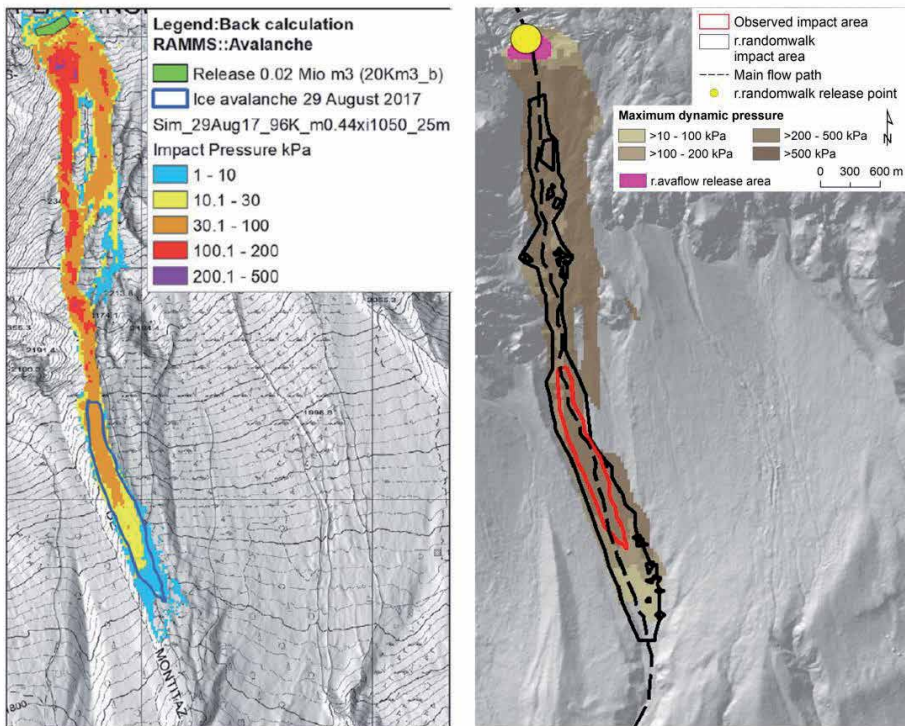 Legend:Back calculation
RAMMS::Avalanche
Release 0.02 Mio m3 (20Km3_b)
Ice avalanche 29 August 2017
Sim_29Aug17_96K_m0.44xi1050_25m
Impact Pressure kPa
1 - 10
10.1 - 30
30.1 - 100
100.1 - 200
200.1 - 500
MONTITAZ
1800
Observed impact area
r.randomwalk
impact area
Main flow path
r.randomwalk release point
Maximum dynamic pressure
>10 - 100 kPa
>200 - 500 kPa
>100 - 200 kPa
>500 kPa
r.avaflow release area
N
0 300 600 m